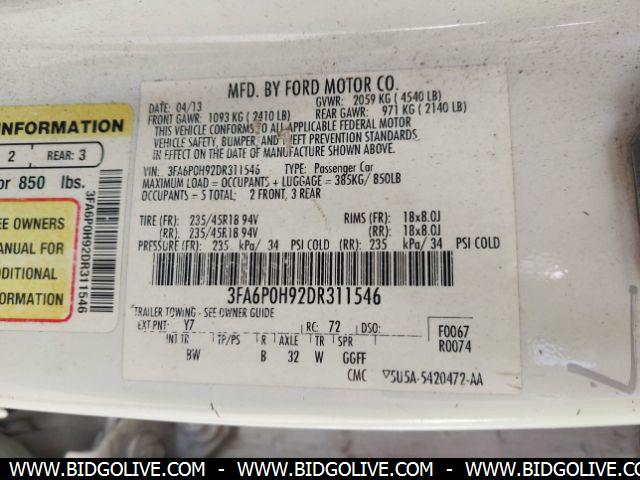 MFD. BY FORD MOTOR CO.
DATE: 04/13 GVWR: 2059 KG ( 4540 LB)
FRONT GAWR: 1093 KG ( 2410 LB) REAR GAWR: 971 KG ( 2140 LB)
THIS VEHICLE CONFORMS TO ALL APPLICABLE FEDERAL MOTOR
VEHICLE SAFETY, BUMPER, AND THEFT PREVENTION STANDARDS
IN EFFECT ON THE DATE OF MANUFACTURE SHOWN ABOVE.
VIN: 3FA6P0H92DR311546 TYPE: Passenger Car
MAXIMUM LOAD = OCCUPANTS + LUGGAGE = 385KG/850LB
OCCUPANTS = 5 TOTAL: 2 FRONT, 3 REAR
TIRE (FR): 235/45R18 94V RIMS (FR): 18x8.0J
(RR): 235/45R18 94V (RR): 18x8.0J
PRESSURE (FR): 235 kPa/ 34 PSI COLD (RR): 235 kPa/ 34 PSI COLD
3FA6P0H92DR311546
TRAILER TOWING - SEE OWNER GUIDE
EXT PNT: Y7 RC: 72 DSO:
F0067
R0074
INT TR TP/PS R AXLE TR SPR
BW B 32 W GGFF
CMC 5U5A-5420472-AA
INFORMATION
2 REAR: 3
or 850 lbs.
EE OWNERS
ANUAL FOR
DDITIONAL
NFORMATION
3FA6P0H92DR311546
WWW.BIDGOLIVE.COM - WWW.BIDGOLIVE.COM - WWW.BIDGOLIVE.COM